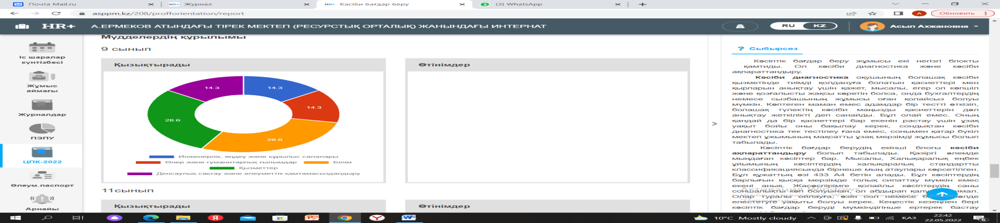 Почта Mail.ru
Журнал
Кәсіби бағдар беру
(3) WhatsApp
asppm.kz/208/profforientation/report
Обновить
HR+
А.ЕРМЕКОВ АТЫНДАҒЫ ТІРЕК МЕКТЕП (РЕСУРСТЫҚ ОРТАЛЫҚ) ЖАНЫНДАҒЫ ИНТЕРНАТ
RU
KZ
Асыл Ахжановна
Іс шаралар
күнтізбесі
Жұмыс
аймағы
Журналдар
ПЭПУ
ЦПК-2022
Әлеум.паспорт
Арнайы
Мүдделердің құрылымы
9 сынып
Қызықтырады
Өтінімдер
14.3
14.3
14.3
28.6
28.6
Инженерлік, өңдеу және құрылыс салалары
Өнер және гуманитарлық ғылымдар
Білім
Қызметтер
Денсаулық сақтау және әлеуметтік қамтамасыздандыру
11сынып
Қызықтырады
Өтінімдер
? Сыбырсөз
Кәсіптік бағдар беру жұмысы екі негізгі блокты
қамтиды. Ол кәсіби диагностика және кәсіби
ақпараттандыру.
Кәсіби диагностика оқушының болашақ кәсіби
қызметінде тиімді қолдануға болатын қасиеттері мен
қырларын анықтау үшін қажет, мысалы, егер ол көпшіл
және қозғалысты жақсы көретін болса, онда бухгалтердің
немесе сызбашының жұмысы оған қолайсыз болуы
мүмкін. Көптеген маман емес адамдар бір тестті өткізіп,
болашақ түлектің кәсіби маңызды қасиеттерін дәл
анықтау жеткілікті деп санайды. Бұл олай емес. Оның
қандай да бір қасиеттері бар екенін растау үшін ұзақ
уақыт бойы оны бақылау керек, сондықтан кәсіби
диагностика тек тестілеу ғана емес, сонымен қатар бүкіл
мектеп ұжымының мақсатты ұзақ мерзімді жұмысы болып
табылады.
Кәсіптік бағдар берудің екінші блогы кәсіби
ақпараттандыру болып табылады. Қазіргі әлемде
мыңдаған кәсіптер бар. Мысалы, Халықаралық еңбек
ұйымының кәсіптердің халықаралық стандартты
классификациясында бірнеше мың атаулары көрсетілген.
Бұл құжаттың өзі 433 А4 бетін алады. Бұл кәсіптердің
барлығын қысқа мерзімде толық сипаттау мүмкін емес
екені анық. Жасөспірімге қолайлы кәсіптердің саны
соншалықты көп болуынан, ол абдырап
Олар туралы ойлауға, өзін сол немесе
елестетуге уақыты болуы керек. Кеңестік кезеңнен бері
кәсіптік бағдар беруді мүмкіндігінше ертерек бастау
10°C Mostly cloudy
КАЗ
22:42
22.05.2022
6